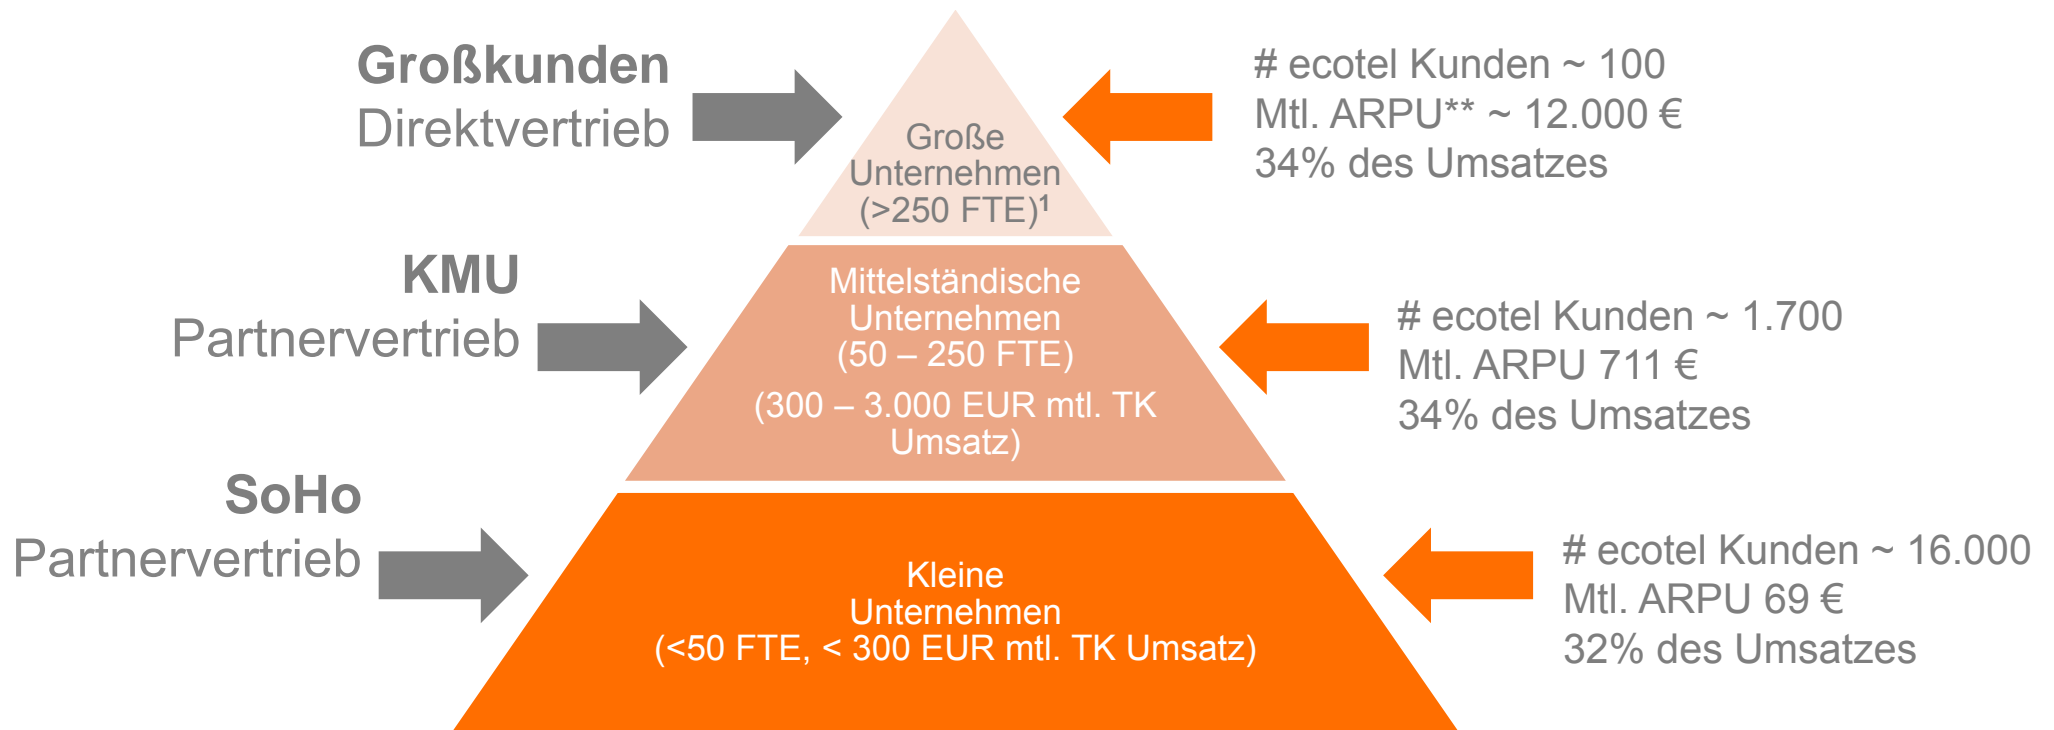 Großkunden
Direktvertrieb
Große
Unternehmen
(>250 FTE)¹
# ecotel Kunden ~ 100
Mtl. ARPU** ~ 12.000 €
34% des Umsatzes
KMU
Partnervertrieb
Mittelständische
Unternehmen
(50 – 250 FTE)
(300 – 3.000 EUR mtl. TK
Umsatz)
# ecotel Kunden ~ 1.700
Mtl. ARPU 711 €
34% des Umsatzes
SoHo
Partnervertrieb
Kleine
Unternehmen
(<50 FTE, < 300 EUR mtl. TK Umsatz)
# ecotel Kunden ~ 16.000
Mtl. ARPU 69 €
32% des Umsatzes